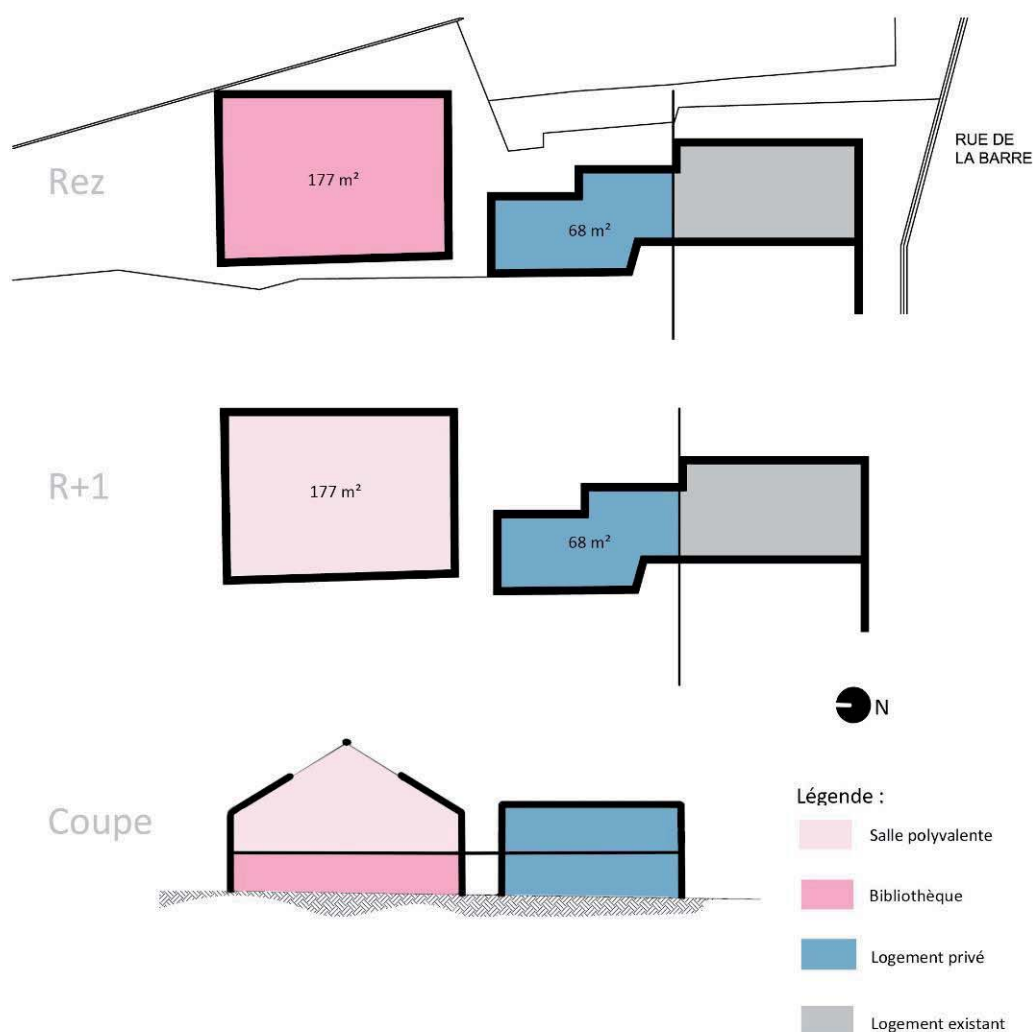 Rez
177 m²
68 m²
RUE DE
LA BARRE
R+1
177 m²
68 m²
N
Coupe
Légende :
Salle polyvalente
Bibliothèque
Logement privé
Logement existant